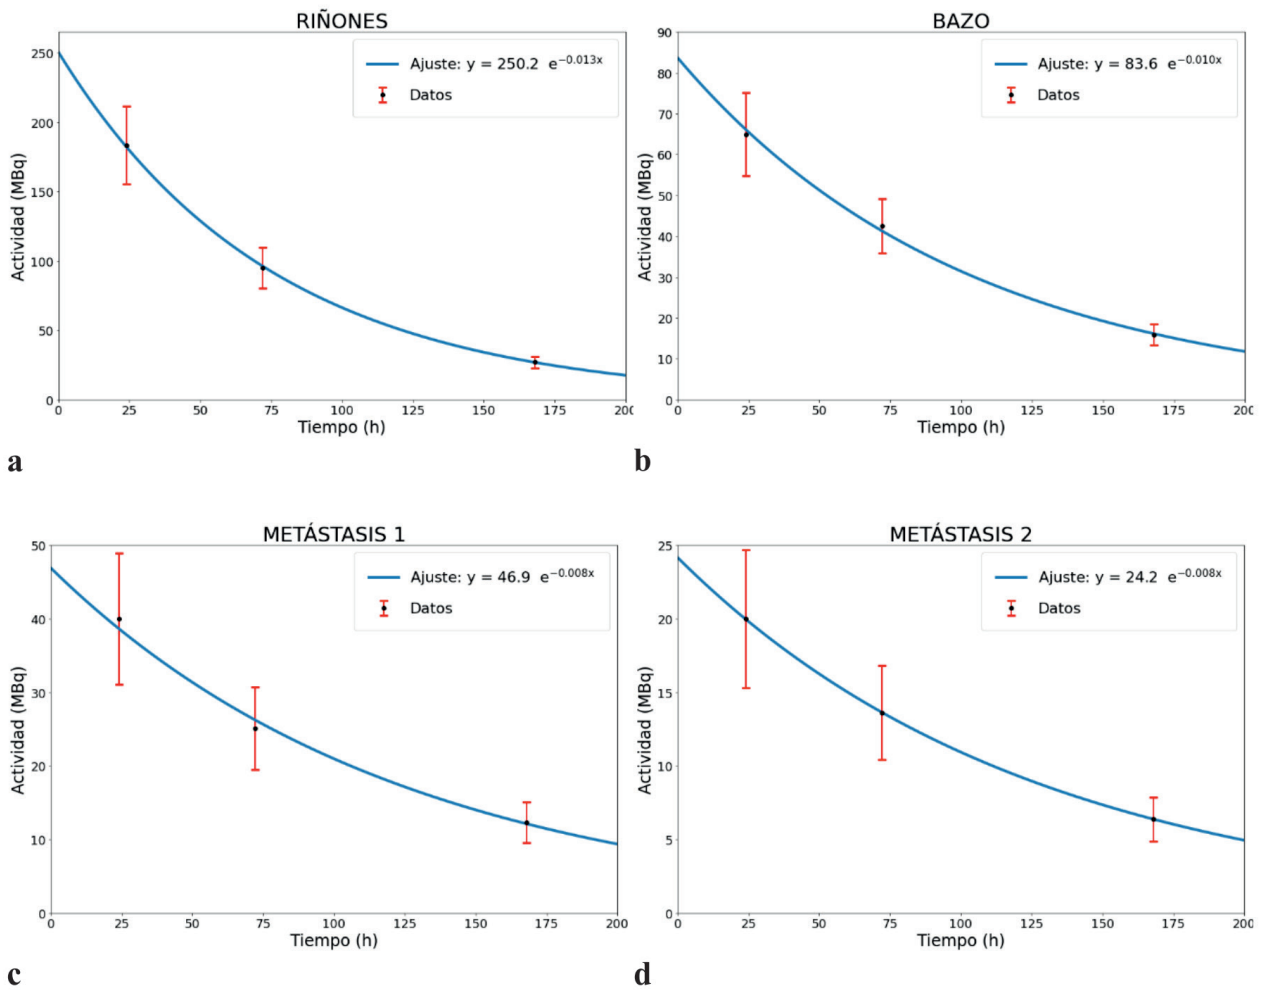 RIÑONES
Ajuste: y = 250.2 e^−0.013x
Datos
Actividad (MBq)
250
200
150
100
50
0
0 25 50 75 100 125 150 175 200
Tiempo (h)
a
BAZO
Ajuste: y = 83.6 e^−0.010x
Datos
Actividad (MBq)
90
80
70
60
50
40
30
20
10
0
0 25 50 75 100 125 150 175 200
Tiempo (h)
b
METÁSTASIS 1
Ajuste: y = 46.9 e^−0.008x
Datos
Actividad (MBq)
50
40
30
20
10
0
0 25 50 75 100 125 150 175 200
Tiempo (h)
c
METÁSTASIS 2
Ajuste: y = 24.2 e^−0.008x
Datos
Actividad (MBq)
25
20
15
10
5
0
0 25 50 75 100 125 150 175 200
Tiempo (h)
d